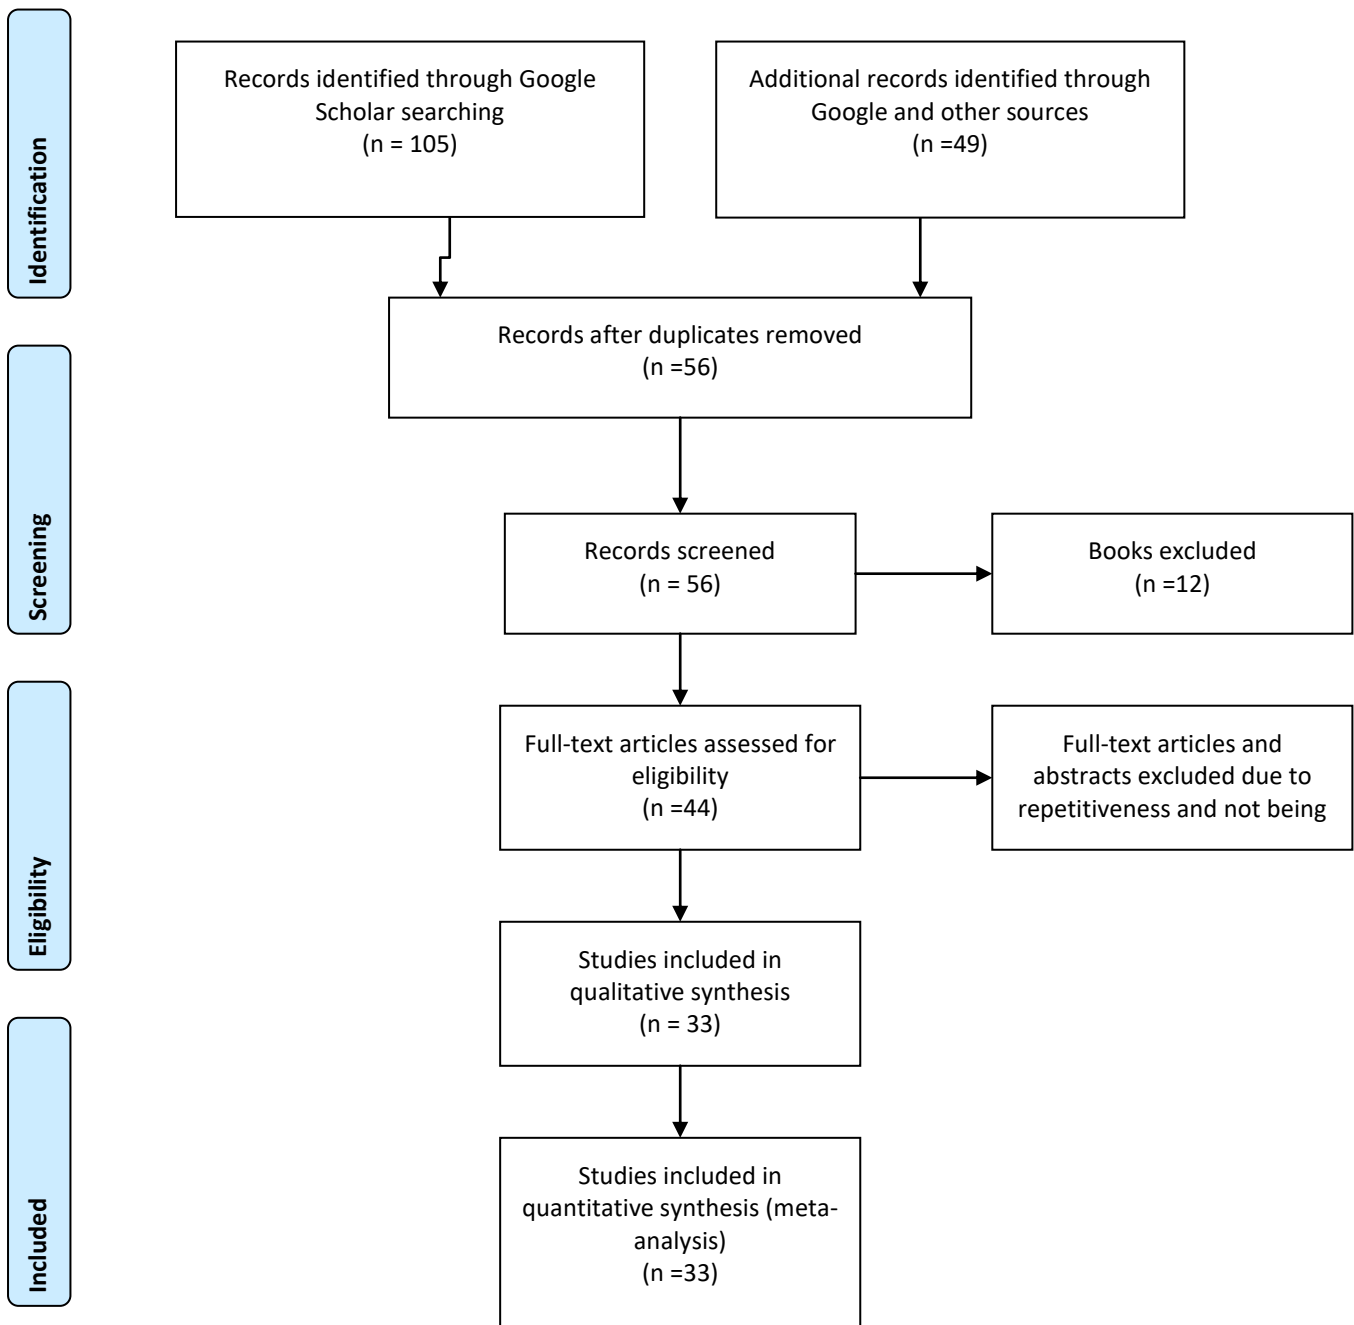 Identification
Records identified through Google
Scholar searching
(n = 105)
Additional records identified through
Google and other sources
(n =49)
Records after duplicates removed
(n =56)
Screening
Records screened
(n = 56)
Books excluded
(n =12)
Eligibility
Full-text articles assessed for
eligibility
(n =44)
Full-text articles and
abstracts excluded due to
repetitiveness and not being
Studies included in
qualitative synthesis
(n = 33)
Included
Studies included in
quantitative synthesis (meta-
analysis)
(n =33)